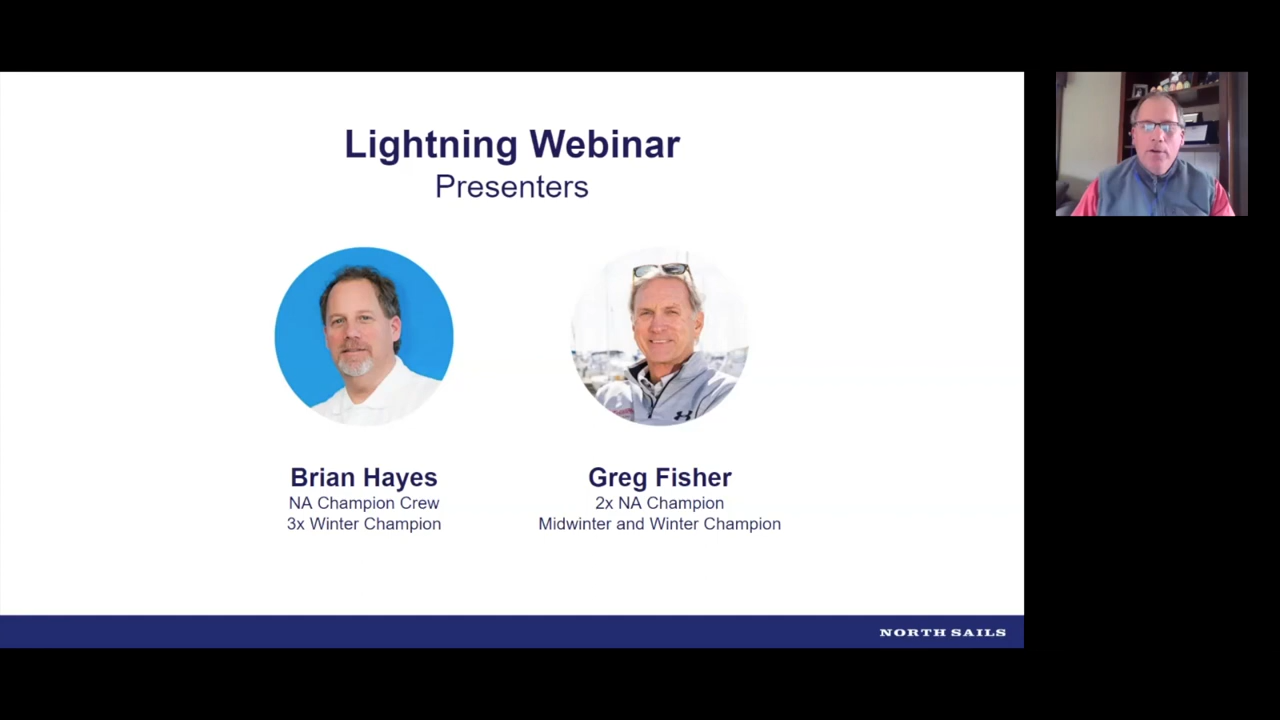 Lightning Webinar
Presenters
Brian Hayes
NA Champion Crew
3x Winter Champion
Greg Fisher
2x NA Champion
Midwinter and Winter Champion
NORTH SAILS